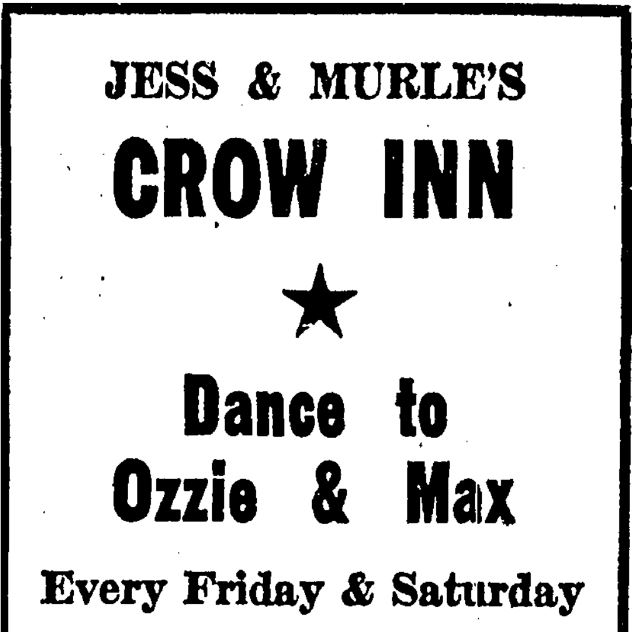 JESS & MURLE'S
CROW INN
Dance to
Ozzie & Max
Every Friday & Saturday